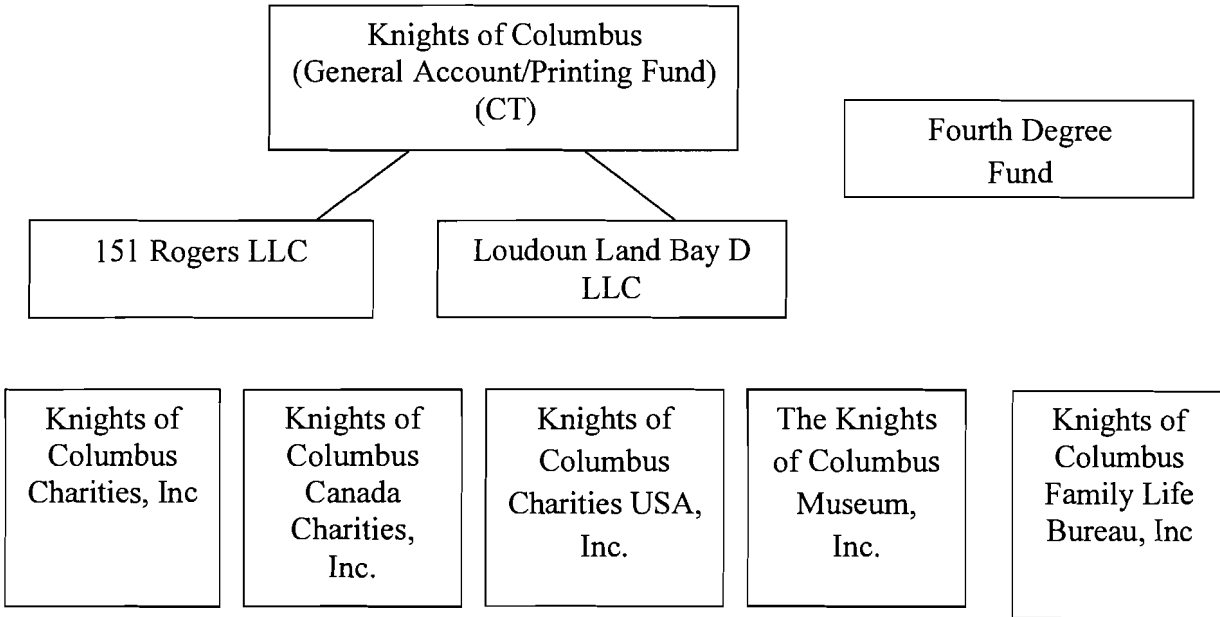 Knights of Columbus
(General Account/Printing Fund)
(CT)
Fourth Degree
Fund
151 Rogers LLC
Loudoun Land Bay D
LLC
Knights of
Columbus
Charities, Inc
Knights of
Columbus
Canada
Charities,
Inc.
Knights of
Columbus
Charities USA,
Inc.
The Knights
of Columbus
Museum,
Inc.
Knights of
Columbus
Family Life
Bureau, Inc